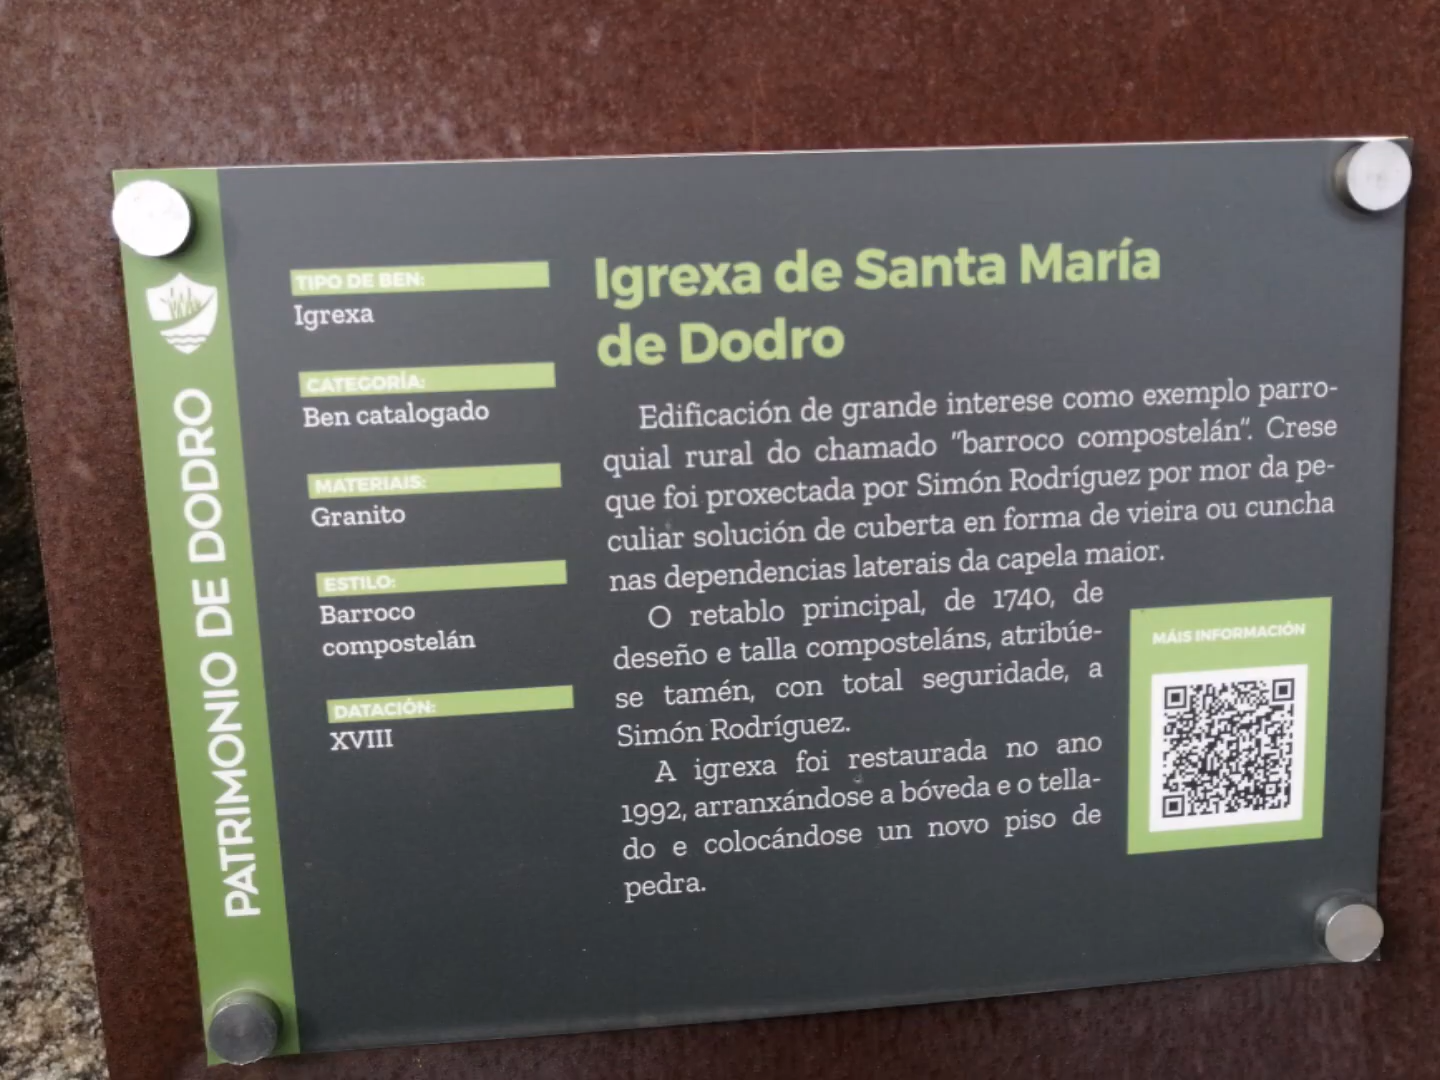 PATRIMONIO DE DODRO
TIPO DE BEN:
Igrexa
CATEGORÍA:
Ben catalogado
MATERIAIS:
Granito
ESTILO:
Barroco
compostelán
DATACIÓN:
XVIII
Igrexa de Santa María
de Dodro
Edificación de grande interese como exemplo parro-
quial rural do chamado "barroco compostelán". Crese
que foi proxectada por Simón Rodríguez por mor da pe-
culiar solución de cuberta en forma de vieira ou cuncha
nas dependencias laterais da capela maior.
O retablo principal, de 1740, de
deseño e talla composteláns, atribúe-
se tamén, con total seguridade, a
Simón Rodríguez.
A igrexa foi restaurada no ano
1992, arranxándose a bóveda e o tella-
do e colocándose un novo piso de
pedra.
MÁIS INFORMACIÓN